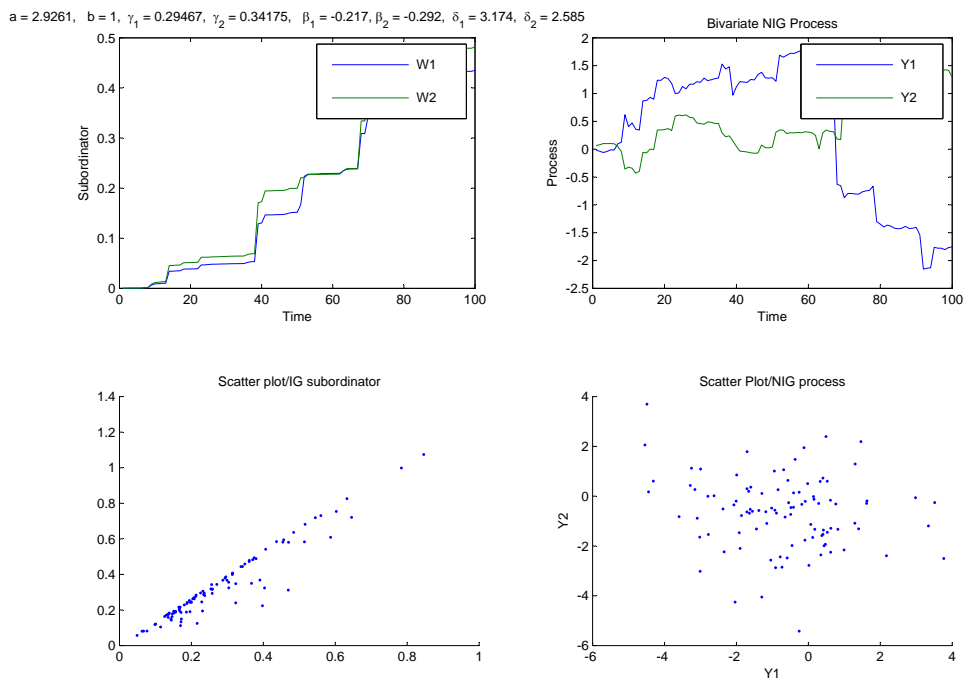 a = 2.9261, b = 1, γ1 = 0.29467, γ2 = 0.34175, β1 = -0.217, β2 = -0.292, δ1 = 3.174, δ2 = 2.585
0.5
0.4
0.3
0.2
0.1
0
Subordinator
W1
W2
0 20 40 60 80 100
Time
Bivariate NIG Process
2
1.5
1
0.5
0
-0.5
-1
-1.5
-2
-2.5
Process
Y1
Y2
0 20 40 60 80 100
Time
Scatter plot/IG subordinator
1.4
1.2
1
0.8
0.6
0.4
0.2
0
0 0.2 0.4 0.6 0.8 1
Scatter Plot/NIG process
4
2
0
-2
-4
-6
Y2
-6 -4 -2 0 2 4
Y1